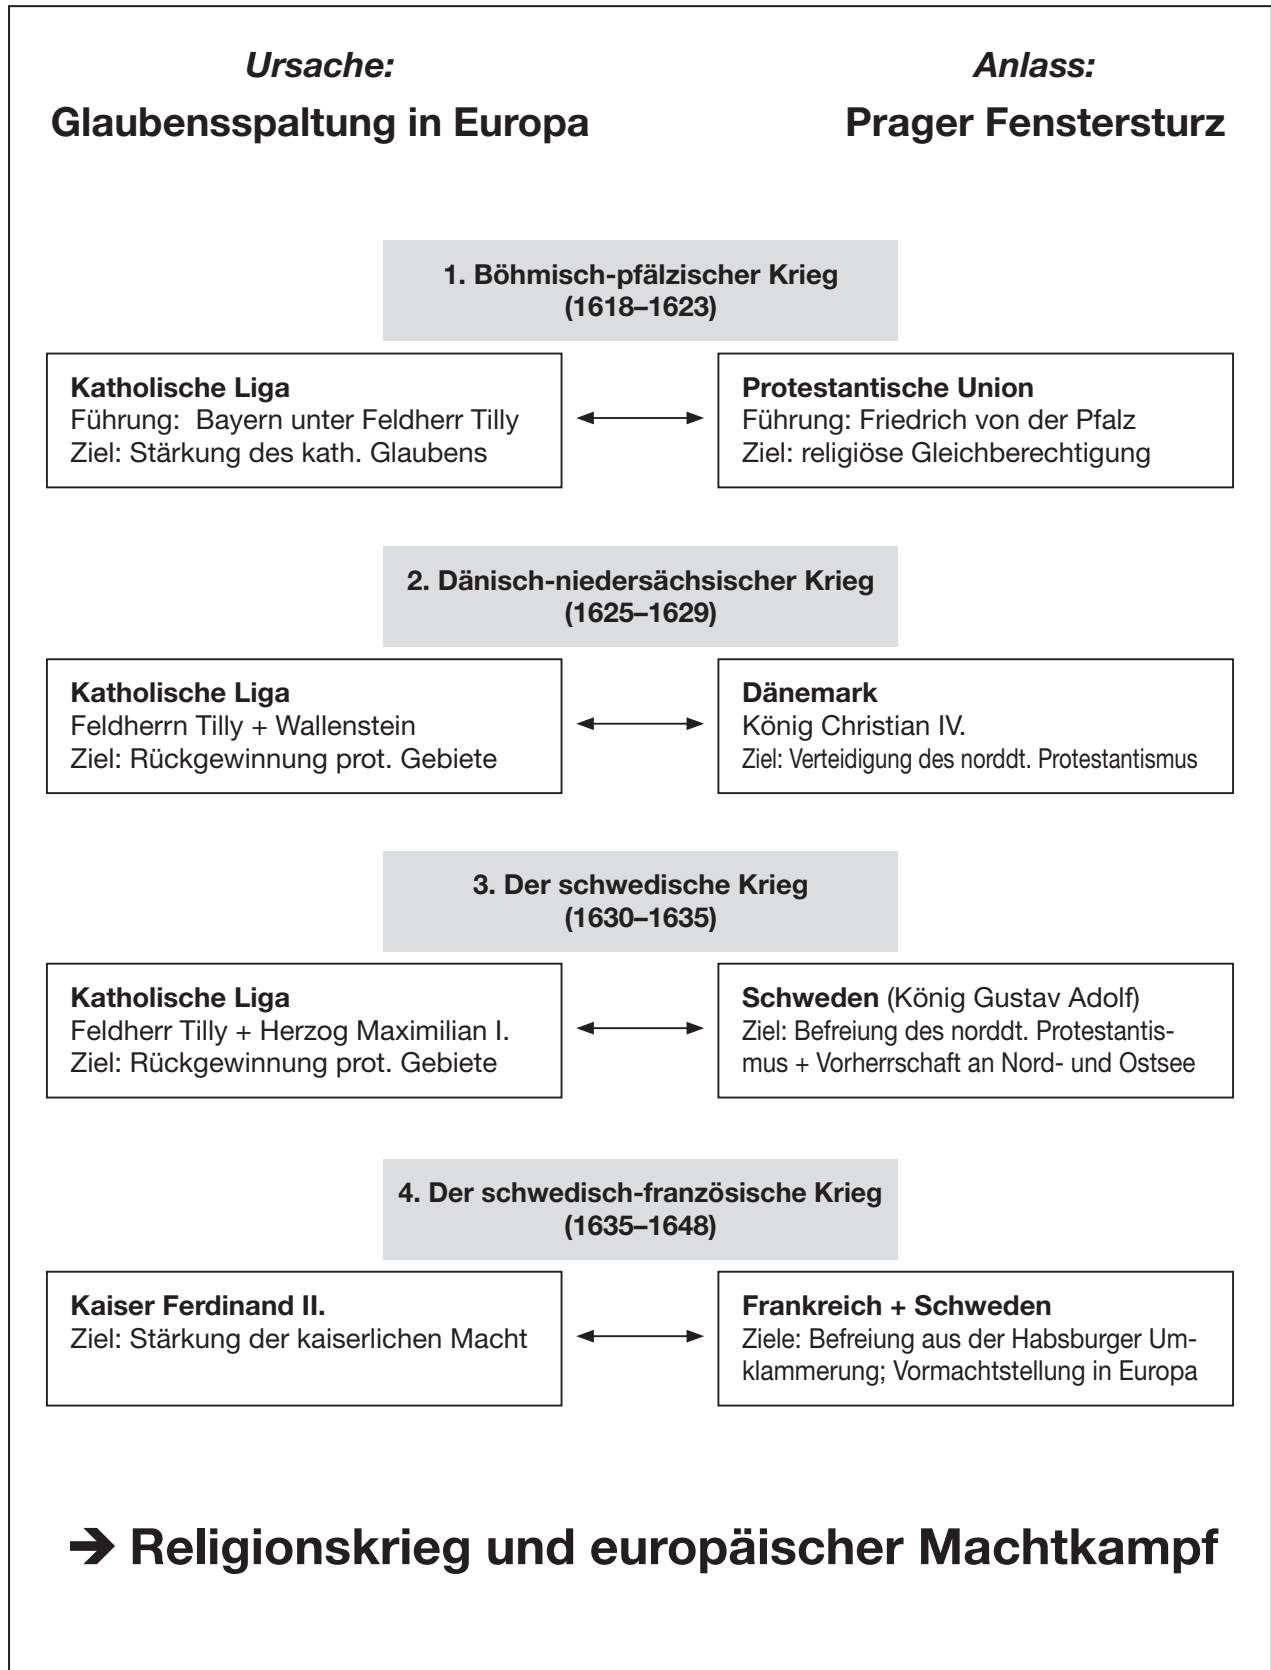 Ursache:
Glaubensspaltung in Europa
Anlass:
Prager Fenstersturz
1. Böhmisch-pfälzischer Krieg
(1618–1623)
Katholische Liga
Führung: Bayern unter Feldherr Tilly
Ziel: Stärkung des kath. Glaubens
Protestantische Union
Führung: Friedrich von der Pfalz
Ziel: religiöse Gleichberechtigung
2. Dänisch-niedersächsischer Krieg
(1625–1629)
Katholische Liga
Feldherrn Tilly + Wallenstein
Ziel: Rückgewinnung prot. Gebiete
Dänemark
König Christian IV.
Ziel: Verteidigung des norddt. Protestantismus
3. Der schwedische Krieg
(1630–1635)
Katholische Liga
Feldherr Tilly + Herzog Maximilian I.
Ziel: Rückgewinnung prot. Gebiete
Schweden (König Gustav Adolf)
Ziel: Befreiung des norddt. Protestantis-
mus + Vorherrschaft an Nord- und Ostsee
4. Der schwedisch-französische Krieg
(1635–1648)
Kaiser Ferdinand II.
Ziel: Stärkung der kaiserlichen Macht
Frankreich + Schweden
Ziele: Befreiung aus der Habsburger Um-
klammerung; Vormachtstellung in Europa
➔ Religionskrieg und europäischer Machtkampf